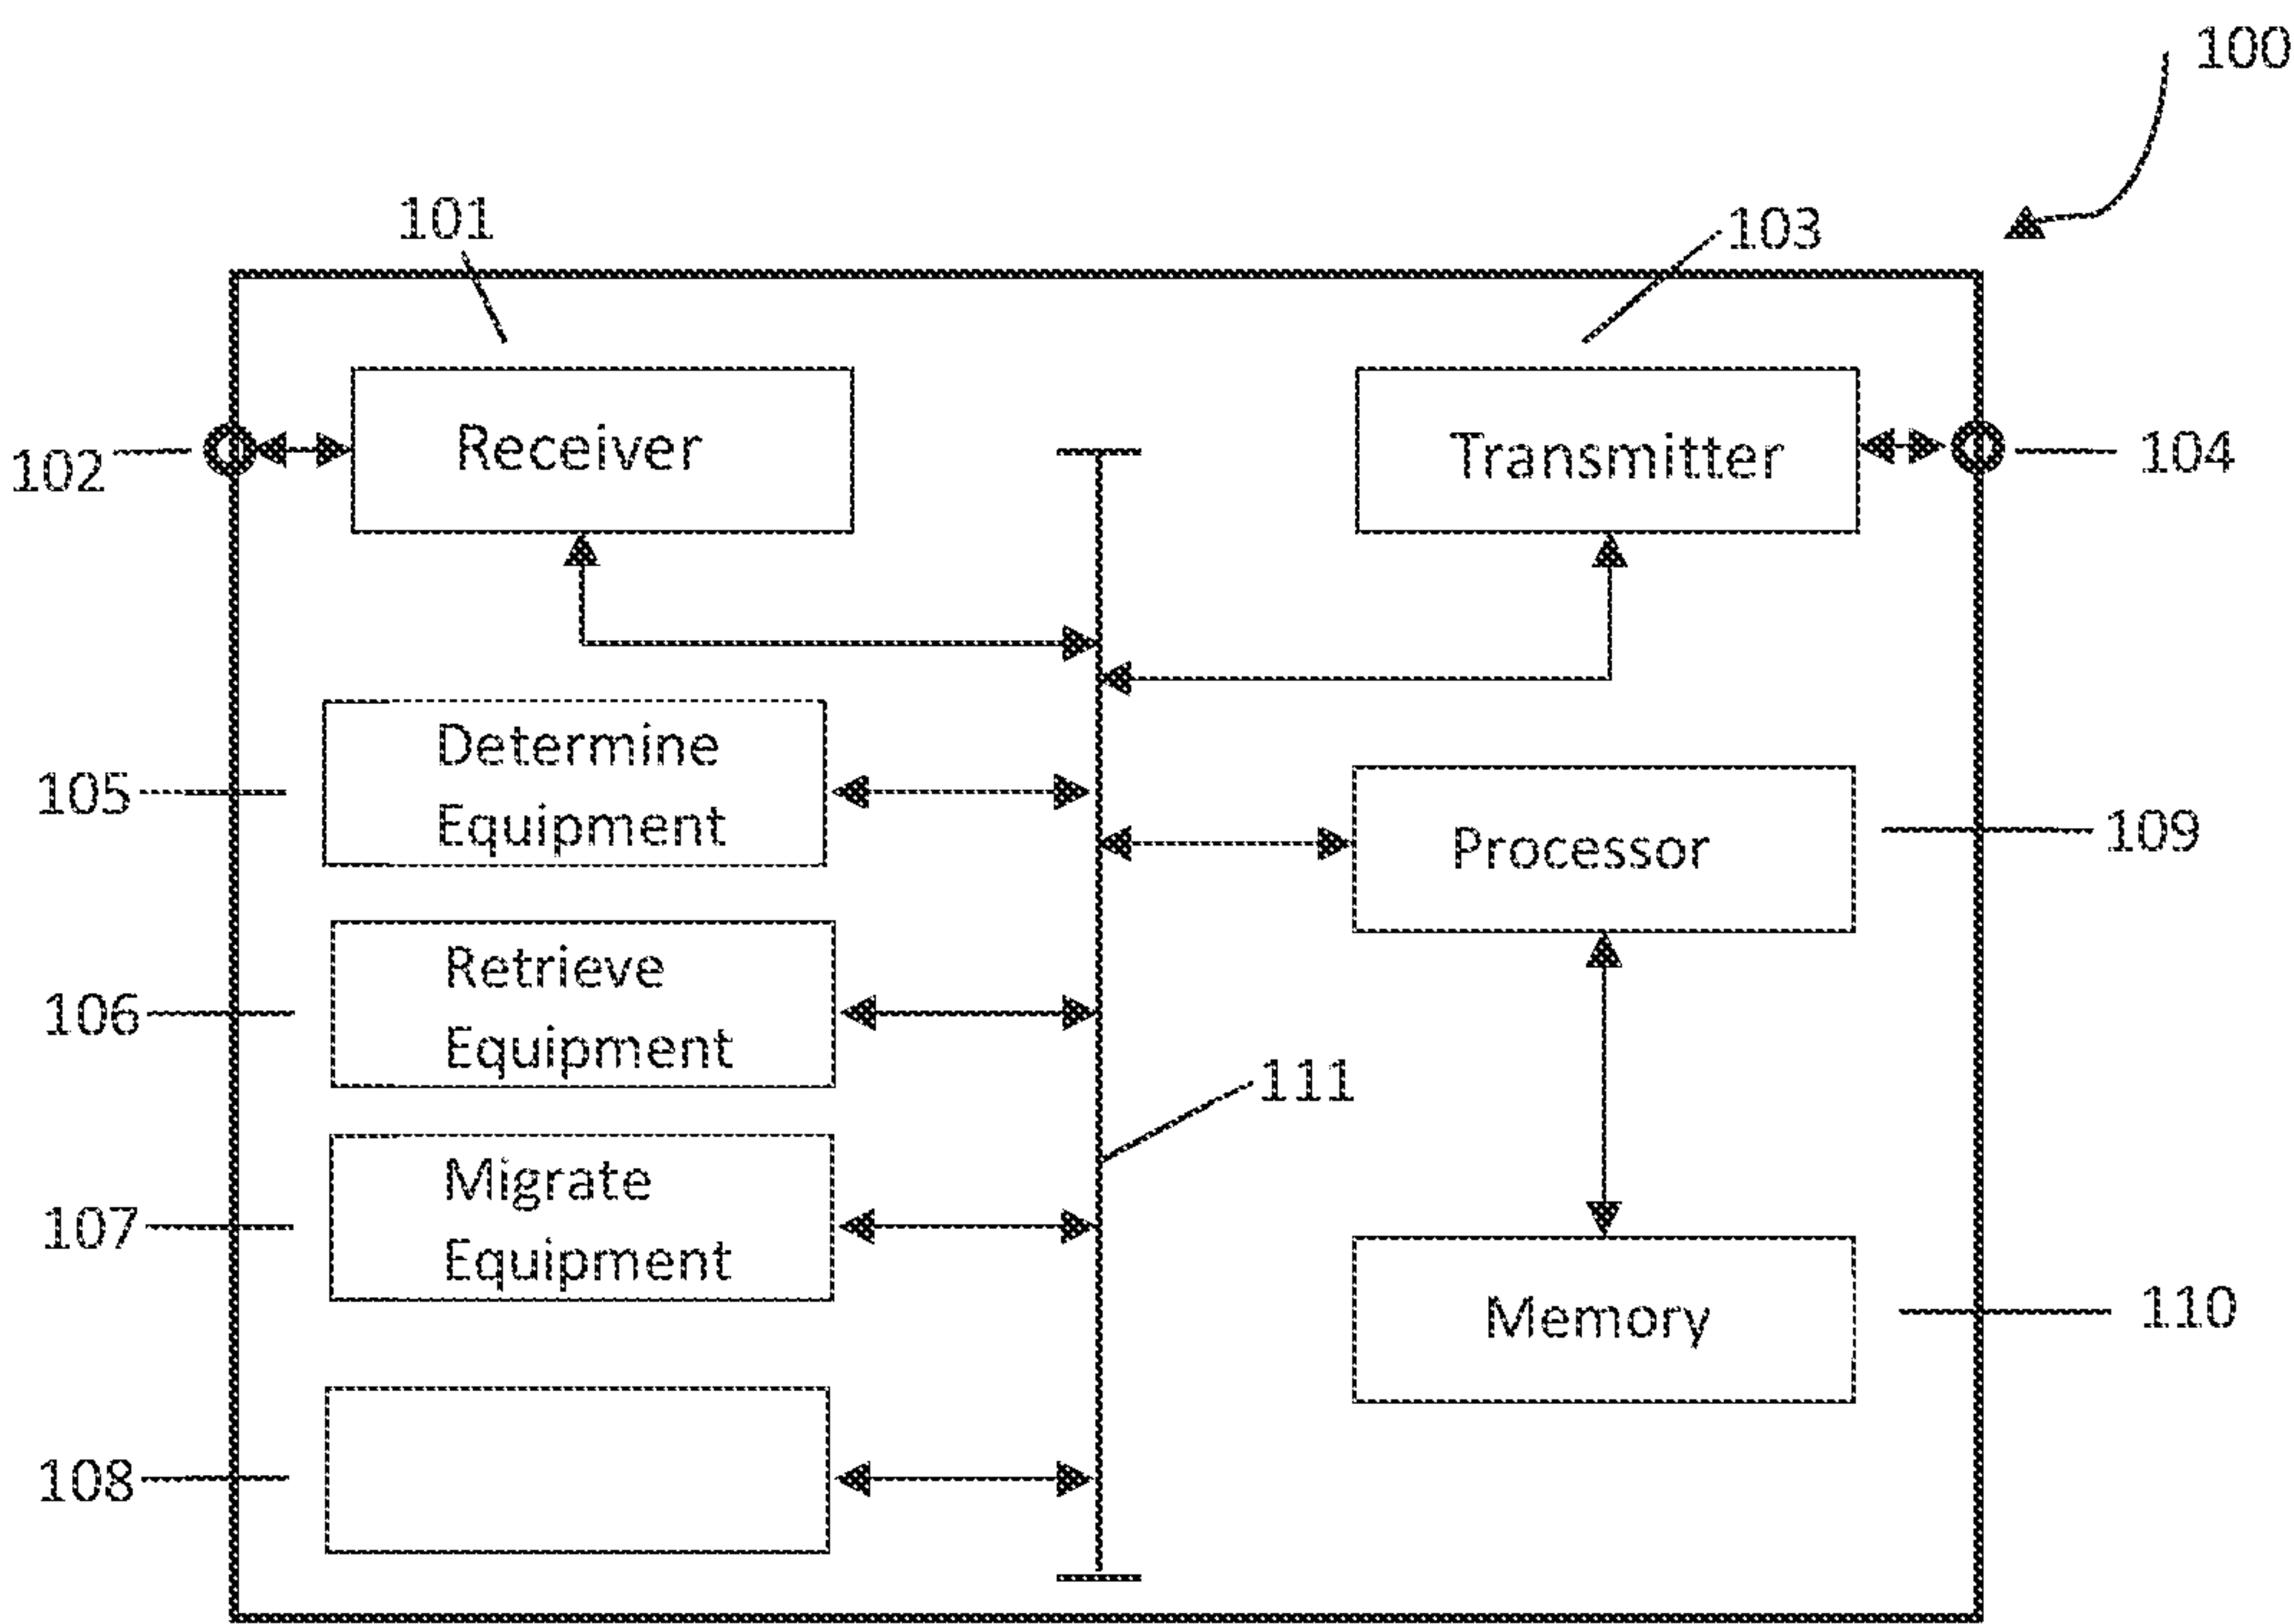 100
101
103
Receiver
Transmitter
102
104
Determine
Equipment
105
Processor
109
Retrieve
Equipment
106
111
Migrate
Equipment
107
Memory
110
108